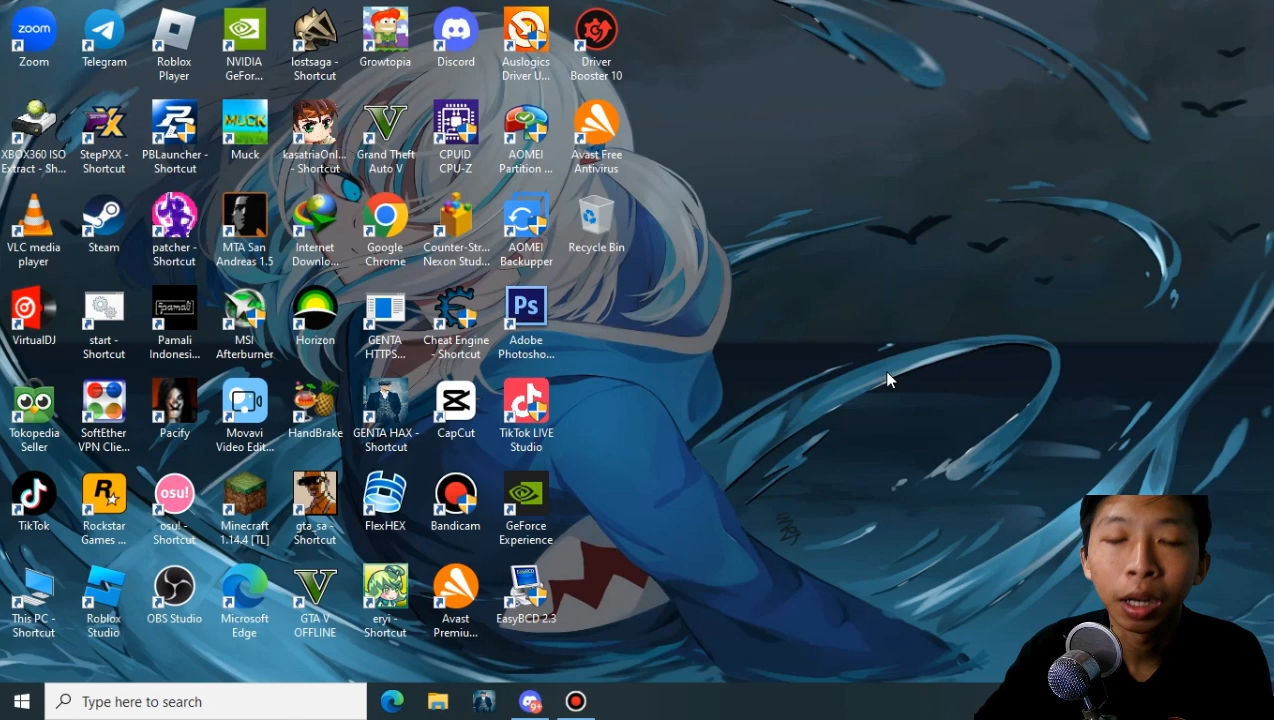 Zoom
Telegram
Roblox
Player
NVIDIA
GeFor...
lostsaga -
Shortcut
Growtopia
Discord
Auslogics
Driver U...
Driver
Booster 10
XBOX360 ISO
Extract - Sh...
StepPXX -
Shortcut
PBLauncher -
Shortcut
MUCK
Muck
kasatriaOnl...
- Shortcut
Grand Theft
Auto V
CPUID
CPU-Z
AOMEI
Partition ...
Avast Free
Antivirus
VLC media
player
Steam
patcher -
Shortcut
MTA San
Andreas 1.5
Internet
Downlo...
Google
Chrome
Counter-Str...
Nexon Stud...
AOMEI
Backupper
Recycle Bin
VirtualDJ
start -
Shortcut
pamali
Pamali
Indonesi...
MSI
Afterburner
Horizon
GENTA
HTTPS...
Cheat Engine
- Shortcut
Ps
Adobe
Photosho...
Tokopedia
Seller
SoftEther
VPN Clie...
Pacify
Movavi
Video Edit...
HandBrake
GENTA HAX -
Shortcut
CapCut
TikTok LIVE
Studio
TikTok
Rockstar
Games ...
osu!
osu! -
Shortcut
Minecraft
1.14.4 [TL]
gta_sa -
Shortcut
FlexHEX
Bandicam
GeForce
Experience
This PC -
Shortcut
Roblox
Studio
OBS Studio
Microsoft
Edge
GTA V
OFFLINE
eryi -
Shortcut
Avast
Premiu...
EasyBCD 2.3
Type here to search
9+